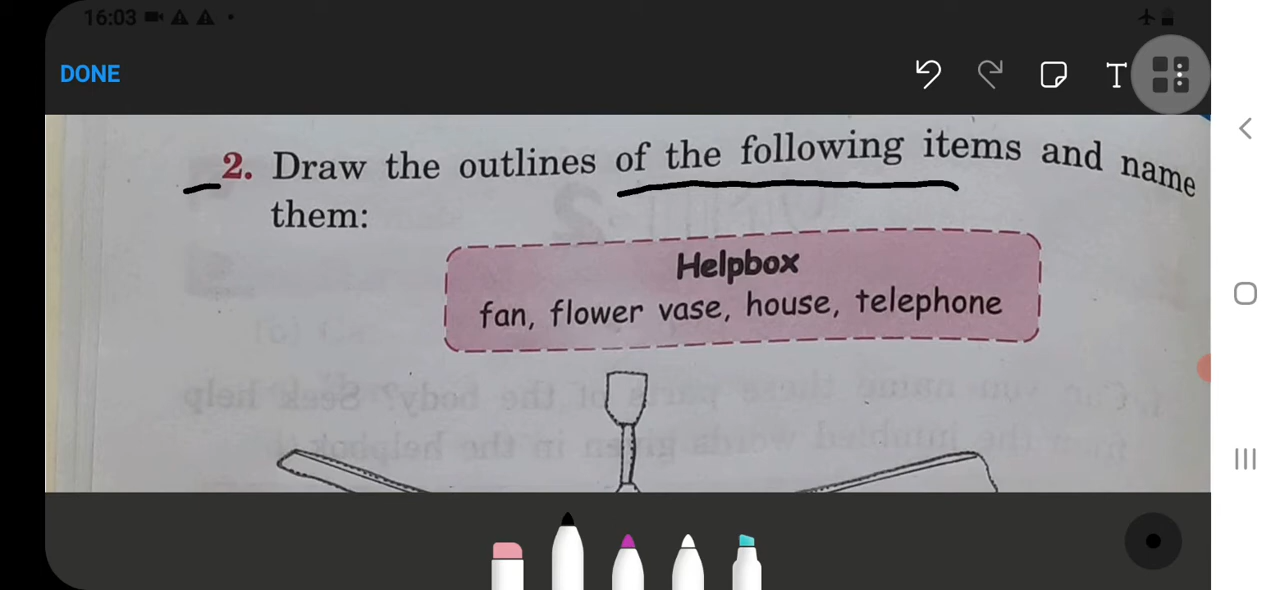 16:03
DONE
T
2. Draw the outlines of the following items and name
them:
Helpbox
fan, flower vase, house, telephone